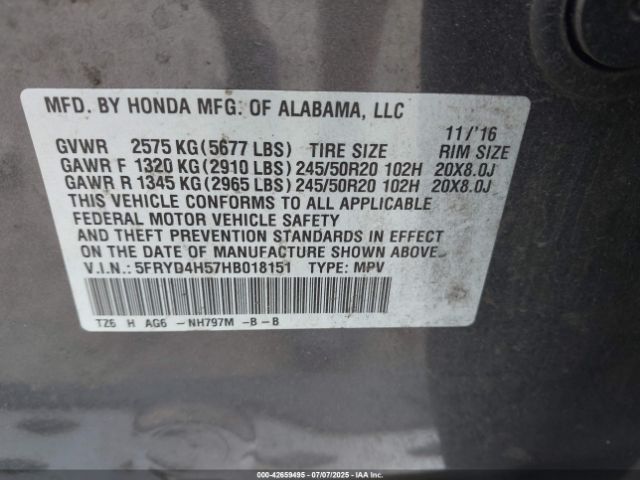 MFD. BY HONDA MFG. OF ALABAMA, LLC
11/'16
GVWR 2575 KG(5677 LBS) TIRE SIZE RIM SIZE
GAWR F 1320 KG(2910 LBS)245/50R20 102H 20X8.0J
GAWR R 1345 KG(2965 LBS)245/50R20 102H 20X8.0J
THIS VEHICLE CONFORMS TO ALL APPLICABLE
FEDERAL MOTOR VEHICLE SAFETY
AND THEFT PREVENTION STANDARDS IN EFFECT
ON THE DATE OF MANUFACTURE SHOWN ABOVE.
V.I.N.: 5FRYD4H57HB018151 TYPE: MPV
TZ6 H AG6 -NH797M -B -B
000-42659495 07/07/2025 IAA Inc.